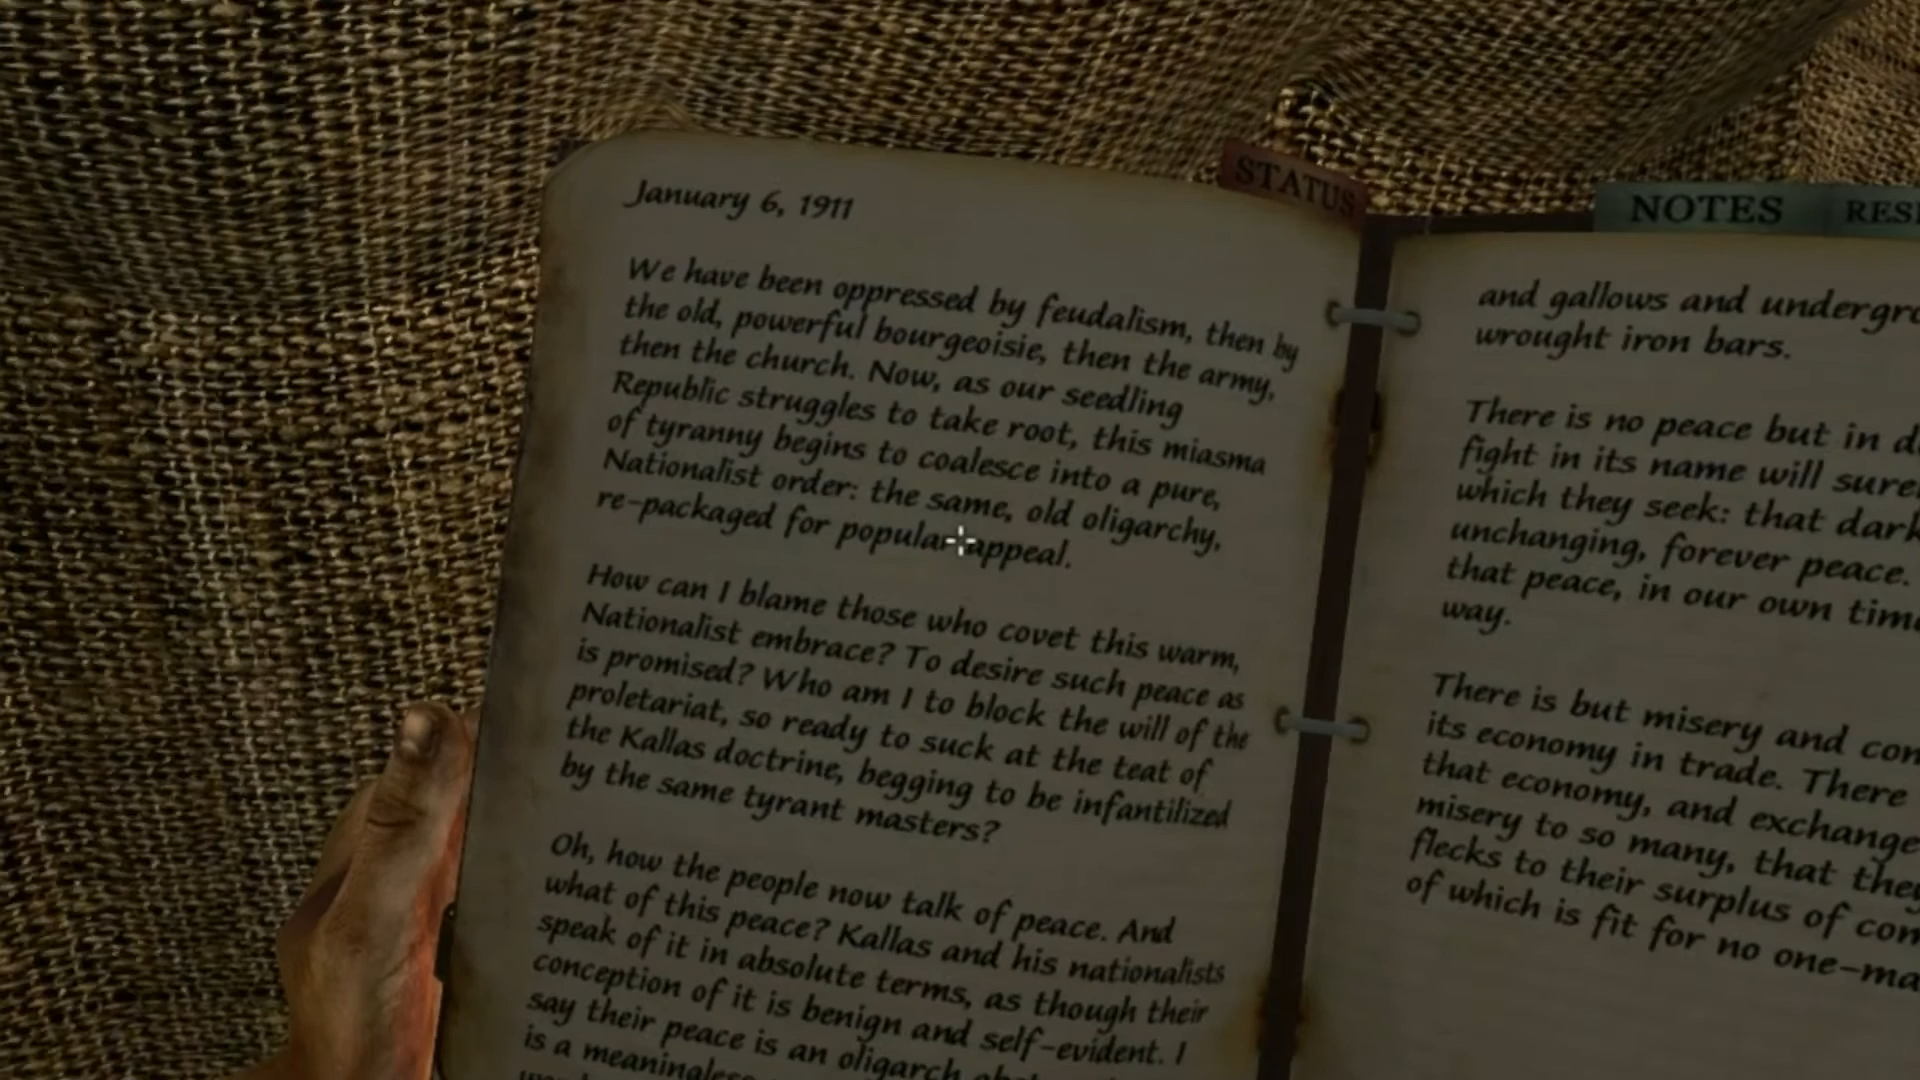 January 6, 1911
We have been oppressed by feudalism, then by
the old, powerful bourgeoisie, then the army,
then the church. Now, as our seedling
Republic struggles to take root, this miasma
of tyranny begins to coalesce into a pure,
Nationalist order: the same, old oligarchy,
re-packaged for popular appeal.
How can I blame those who covet this warm,
Nationalist embrace? To desire such peace as
is promised? Who am I to block the will of the
proletariat, so ready to suck at the teat of
the Kallas doctrine, begging to be infantilized
by the same tyrant masters?
Oh, how the people now talk of peace. And
what of this peace? Kallas and his nationalists
speak of it in absolute terms, as though their
conception of it is benign and self-evident. I
say their peace is an oligarch
is a meaningless
STATUS
NOTES
and gallows and
wrought iron bars.
There is no peace but in
fight in its name will
which they seek: that
unchanging, forever peace.
that peace, in our own
way.
There is but misery and
its economy in trade. There
that economy, and
misery to so many, that
flecks to their surplus of
of which is fit for no